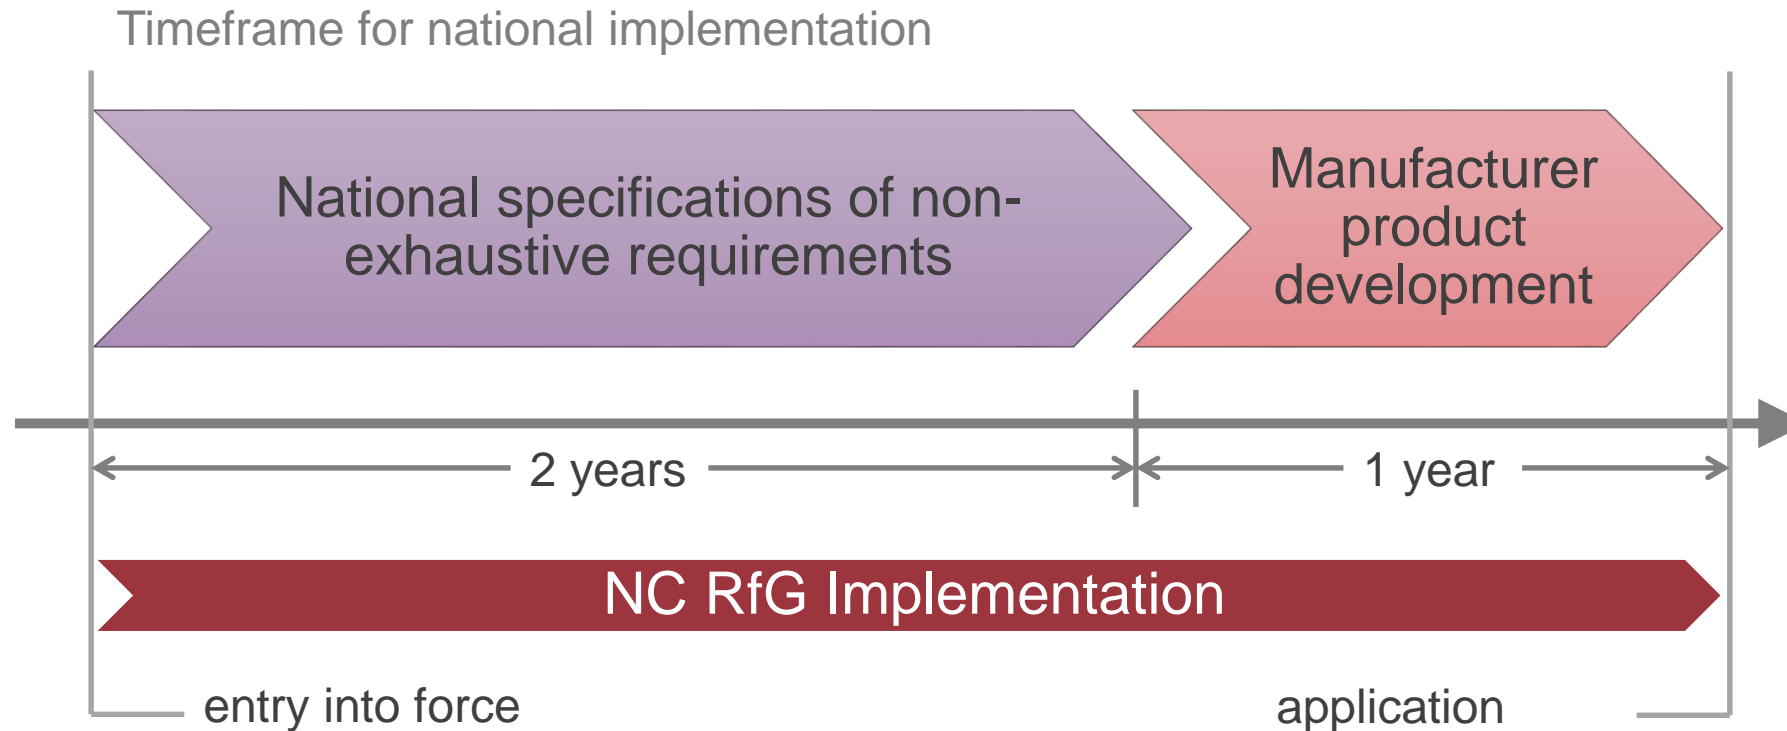 Timeframe for national implementation
National specifications of non-
exhaustive requirements
Manufacturer
product
development
2 years
1 year
NC RfG Implementation
entry into force
application